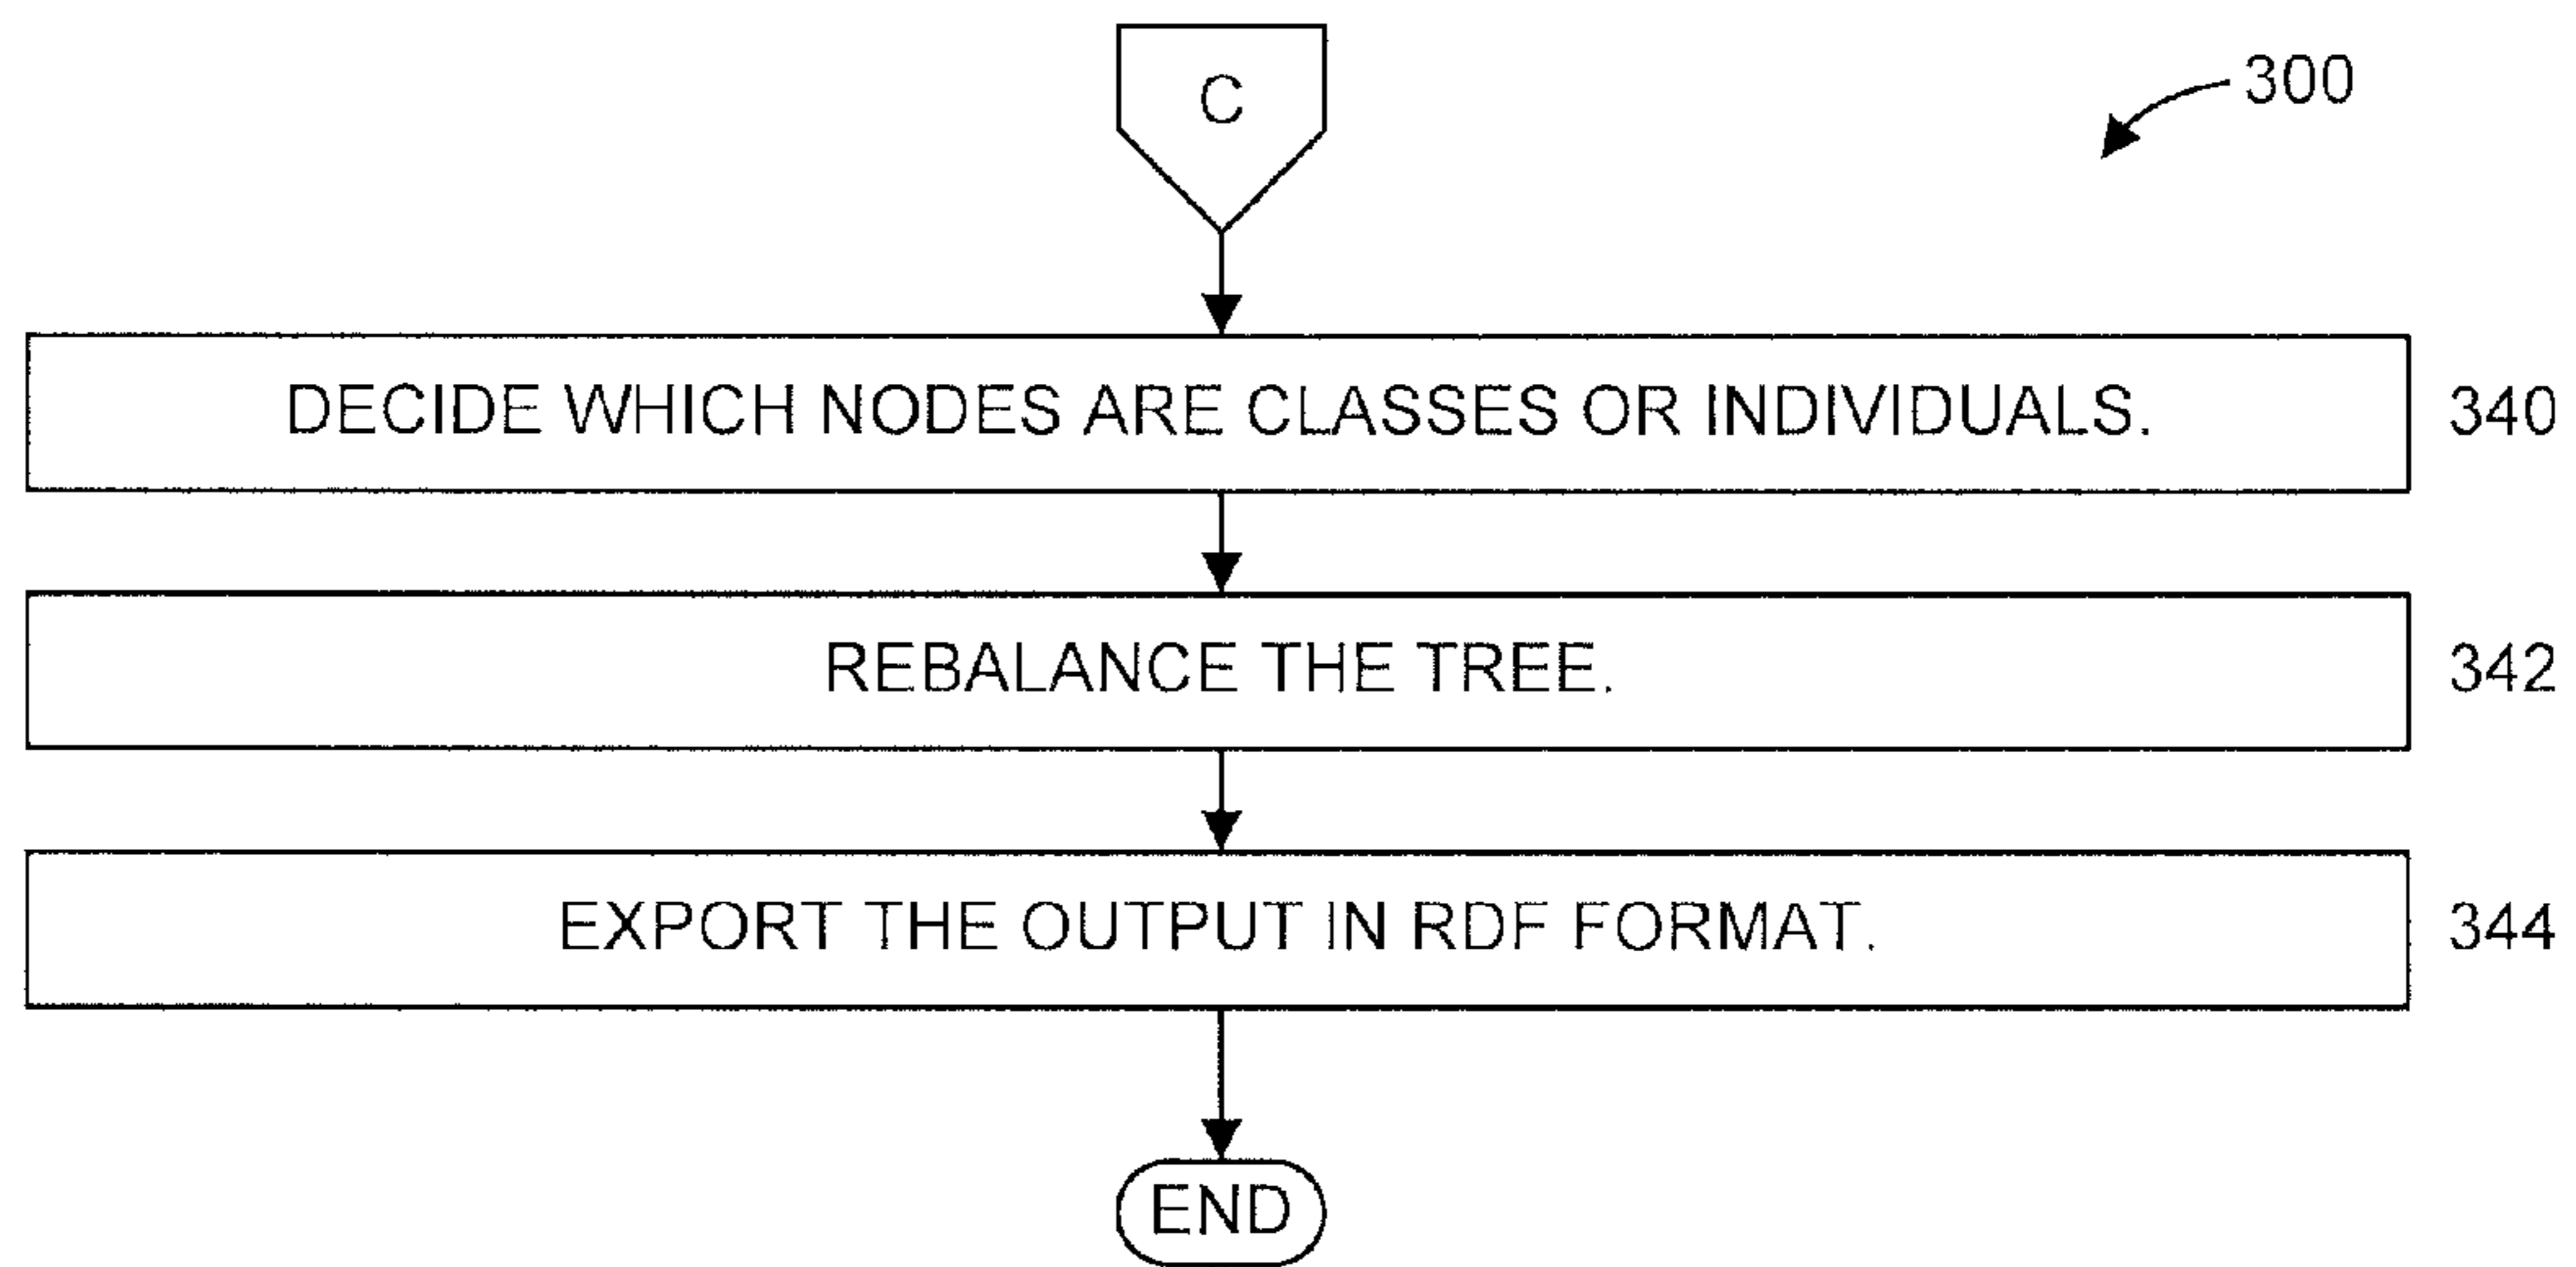 C
300
DECIDE WHICH NODES ARE CLASSES OR INDIVIDUALS.
340
REBALANCE THE TREE.
342
EXPORT THE OUTPUT IN RDF FORMAT.
344
END